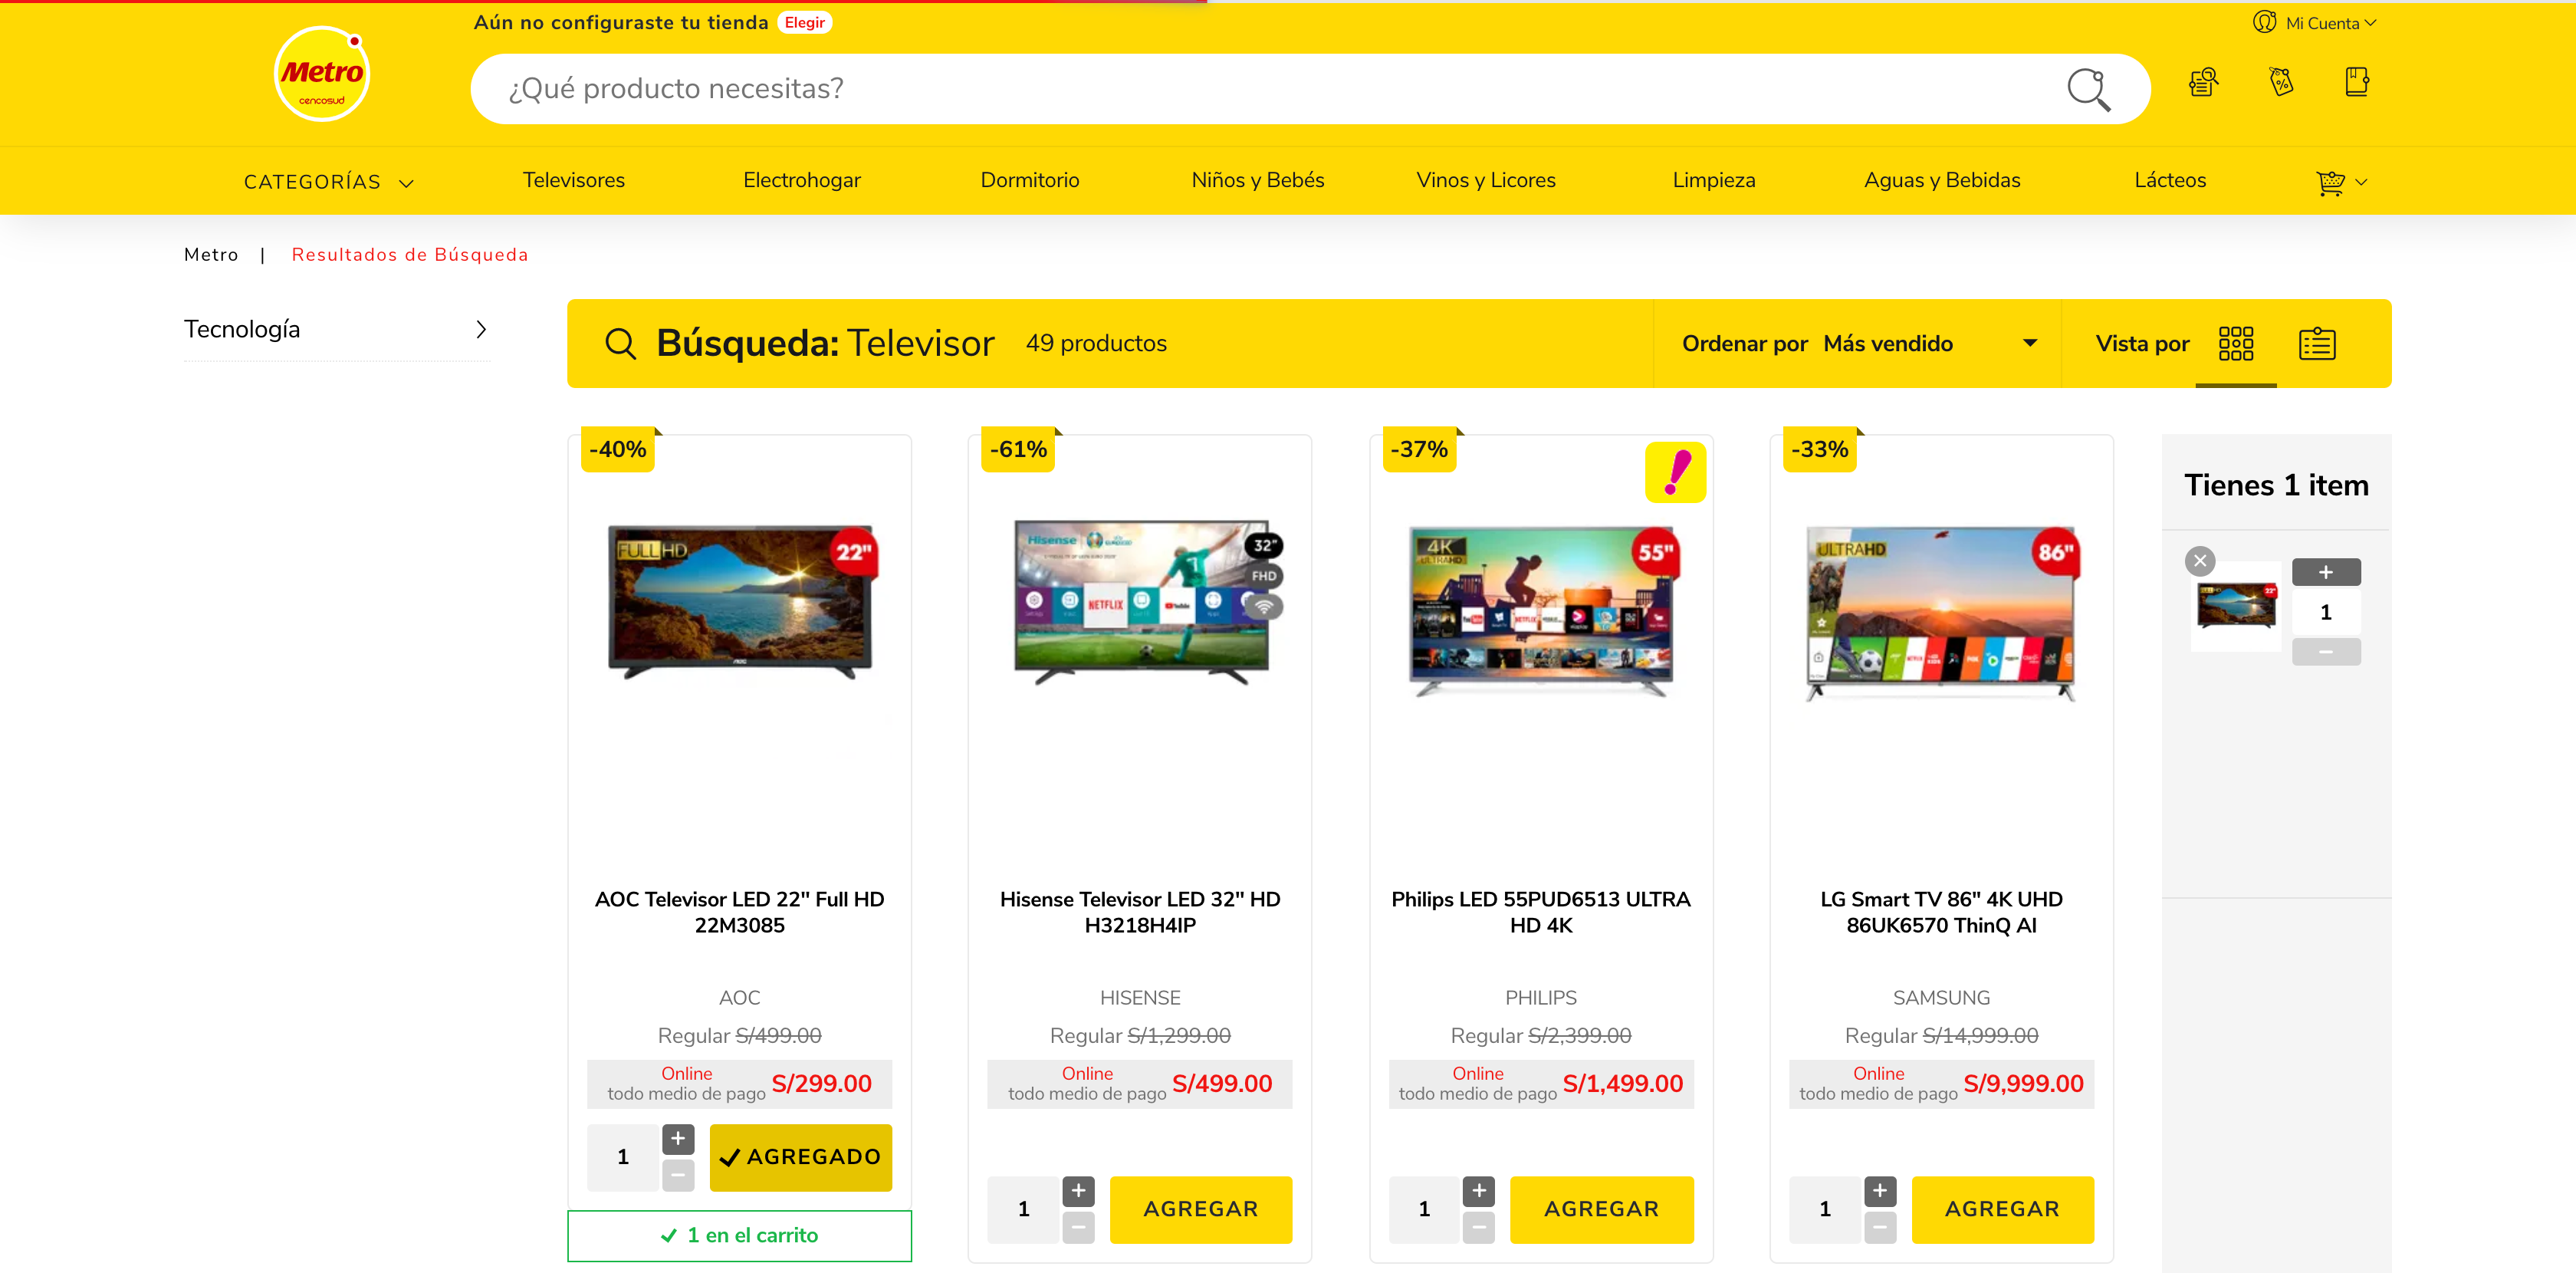 Aún no configuraste tu tienda Elegir
Mi Cuenta
Metro
cencosud
¿Qué producto necesitas?
CATEGORÍAS Televisores Electrohogar Dormitorio Niños y Bebés Vinos y Licores Limpieza Aguas y Bebidas Lácteos
Metro | Resultados de Búsqueda
Tecnología
Búsqueda: Televisor 49 productos
Ordenar por Más vendido
Vista por
-40%
FULL HD
22"
AOC
AOC Televisor LED 22" Full HD
22M3085
AOC
Regular S/499.00
Online
todo medio de pago S/299.00
1 + −
AGREGADO
1 en el carrito
-61%
Hisense
32"
FHD
NETFLIX
YouTube
Hisense Televisor LED 32" HD
H3218H4IP
HISENSE
Regular S/1,299.00
Online
todo medio de pago S/499.00
1 + −
AGREGAR
-37%
!
4K
ULTRAHD
55"
Philips LED 55PUD6513 ULTRA
HD 4K
PHILIPS
Regular S/2,399.00
Online
todo medio de pago S/1,499.00
1 + −
AGREGAR
-33%
ULTRAHD
86"
LG Smart TV 86" 4K UHD
86UK6570 ThinQ AI
SAMSUNG
Regular S/14,999.00
Online
todo medio de pago S/9,999.00
1 + −
AGREGAR
Tienes 1 item
+
1
−